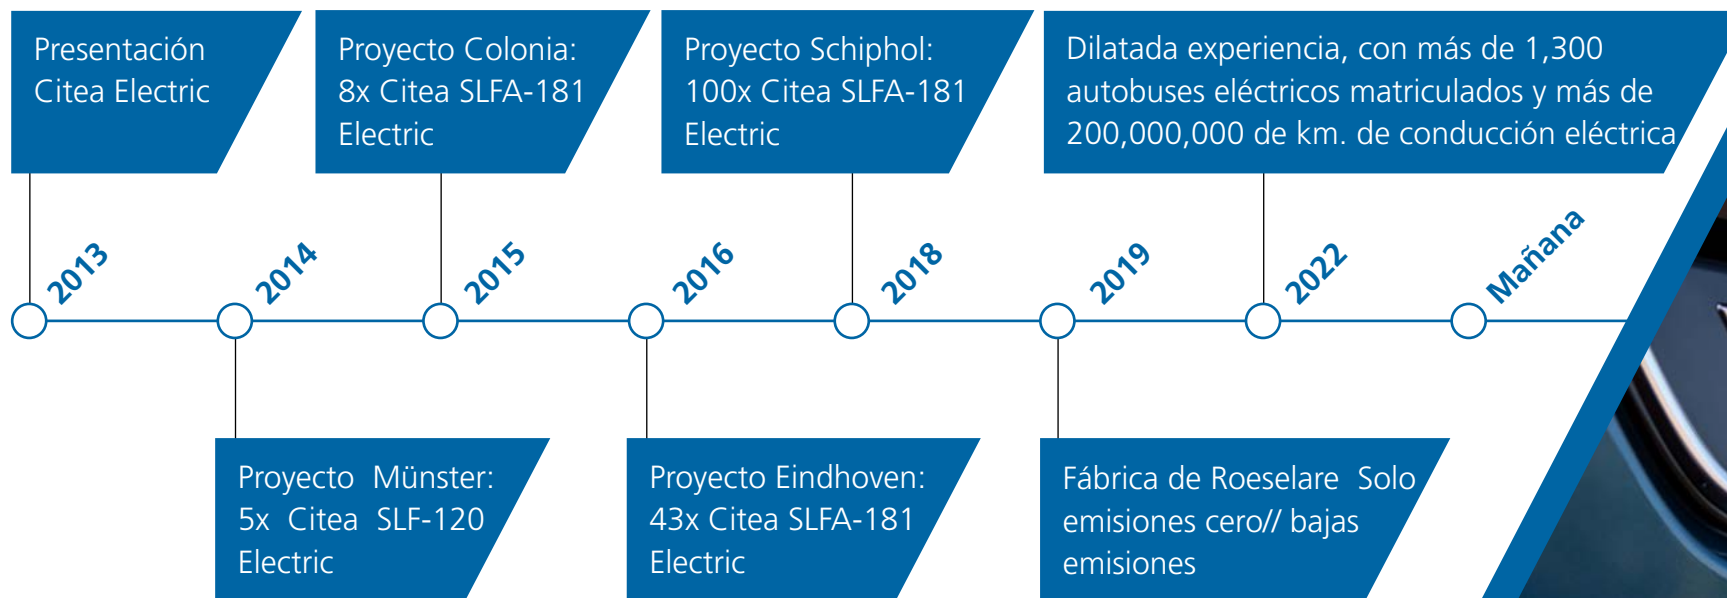 Presentación
Citea Electric
Proyecto Colonia:
8x Citea SLFA-181
Electric
Proyecto Schiphol:
100x Citea SLFA-181
Electric
Dilatada experiencia, con más de 1,300
autobuses eléctricos matriculados y más de
200,000,000 de km. de conducción eléctrica
2013
2014
2015
2016
2018
2019
2022
Mañana
Proyecto Münster:
5x Citea SLF-120
Electric
Proyecto Eindhoven:
43x Citea SLFA-181
Electric
Fábrica de Roeselare Solo
emisiones cero// bajas
emisiones